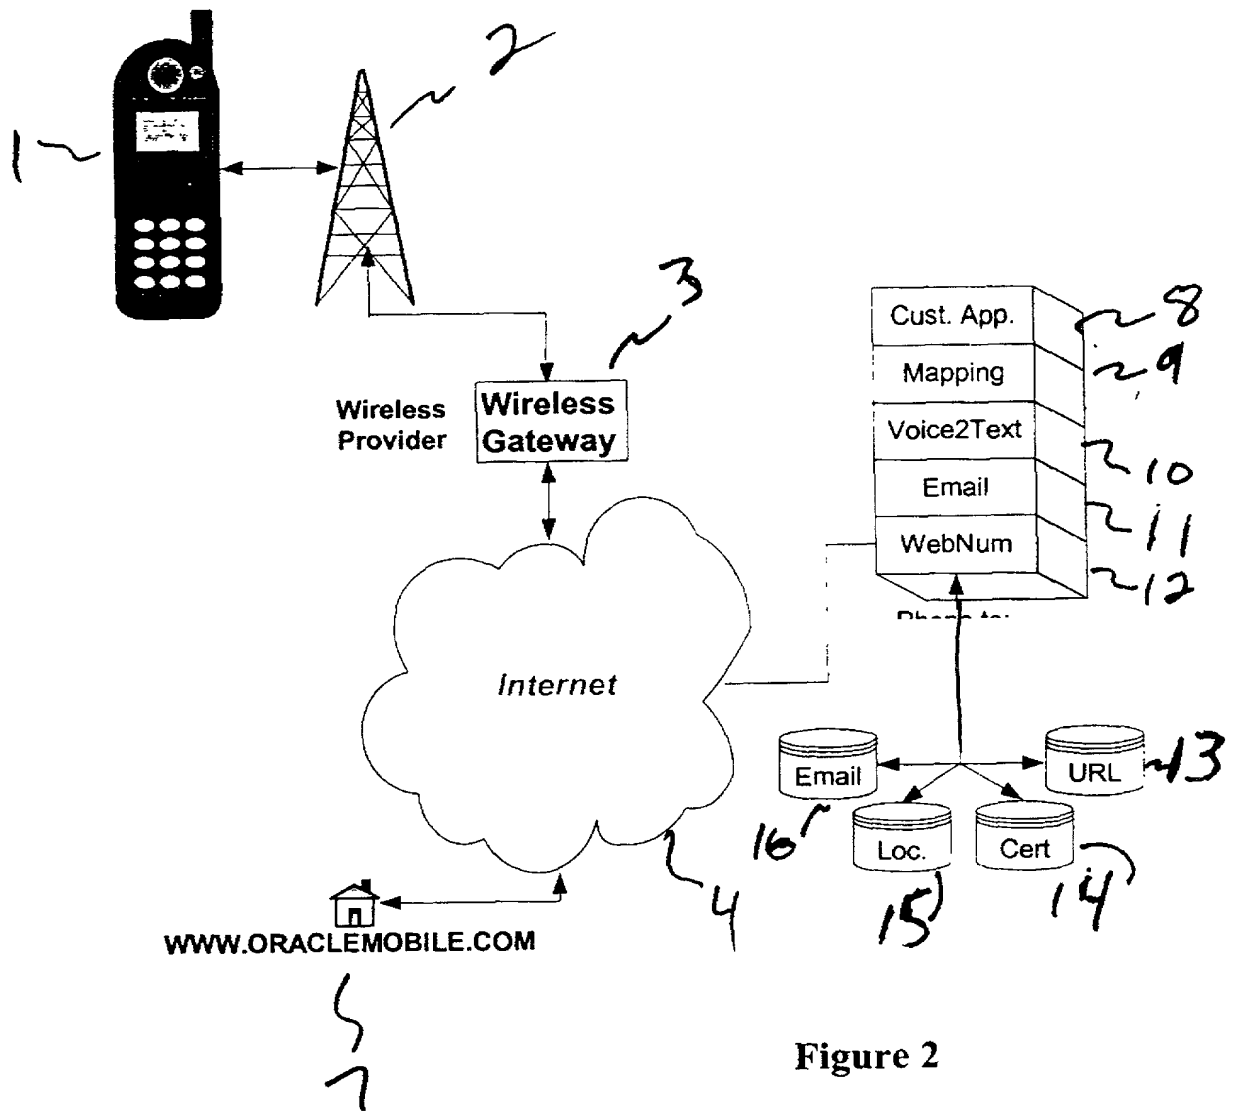 2
1
3
Wireless
Provider
Wireless
Gateway
Cust. App.
8
Mapping
9
Voice2Text
10
Email
11
WebNum
12
Internet
Email
URL
13
16
Loc.
Cert
15
14
4
WWW.ORACLEMOBILE.COM
7
Figure 2